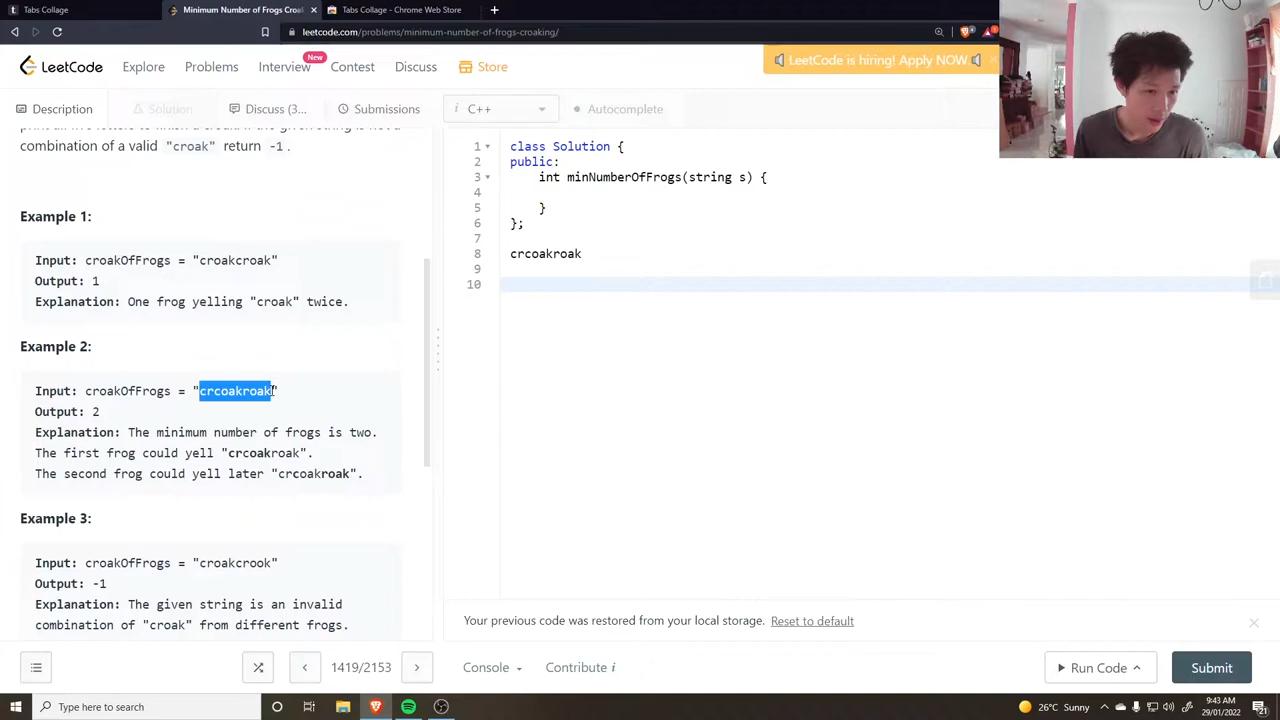 Tabs Collage
Minimum Number of Frogs Croak
Tabs Collage - Chrome Web Store
leetcode.com/problems/minimum-number-of-frogs-croaking/
LeetCode
Explore
Problems
Interview
New
Contest
Discuss
Store
LeetCode is hiring! Apply NOW
Description
Solution
Discuss (3...
Submissions
i C++
Autocomplete
combination of a valid "croak" return -1 .
Example 1:
Input: croakOfFrogs = "croakcroak"
Output: 1
Explanation: One frog yelling "croak" twice.
Example 2:
Input: croakOfFrogs = "crcoakroak"
Output: 2
Explanation: The minimum number of frogs is two.
The first frog could yell "crcoakroak".
The second frog could yell later "crcoakroak".
Example 3:
Input: croakOfFrogs = "croakcrook"
Output: -1
Explanation: The given string is an invalid
combination of "croak" from different frogs.
1 class Solution {
2 public:
3 int minNumberOfFrogs(string s) {
4
5 }
6 };
7
8 crcoakroak
9
10
Your previous code was restored from your local storage. Reset to default
1419/2153
Console
Contribute i
Run Code
Submit
Type here to search
26°C Sunny
9:43 AM
29/01/2022
21